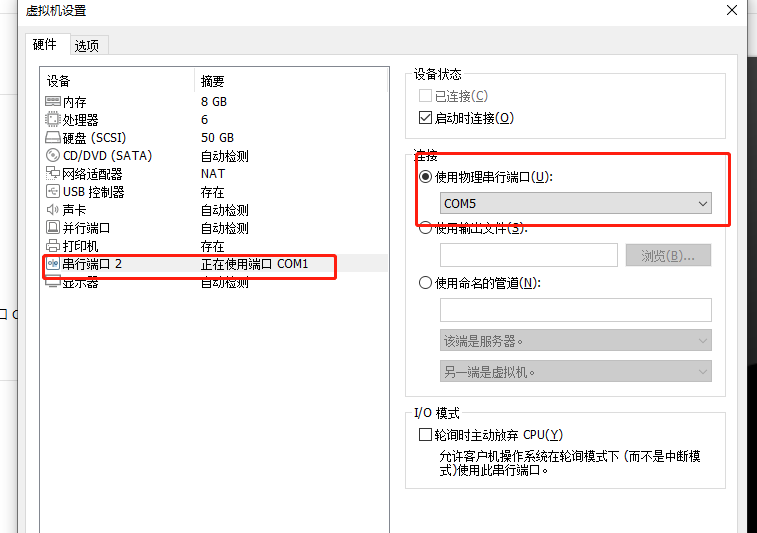 虚拟机设置
硬件 选项
设备 摘要
内存 8 GB
处理器 6
硬盘 (SCSI) 50 GB
CD/DVD (SATA) 自动检测
网络适配器 NAT
USB 控制器 存在
声卡 自动检测
并行端口 自动检测
打印机 存在
串行端口 2 正在使用端口 COM1
显示器 自动检测
设备状态
已连接(C)
启动时连接(O)
连接
使用物理串行端口(U):
COM5
使用输出文件(S):
浏览(B)...
使用命名的管道(N):
该端是服务器。
另一端是虚拟机。
I/O 模式
轮询时主动放弃 CPU(Y)
允许客户机操作系统在轮询模式下 (而不是中断模
式)使用此串行端口。